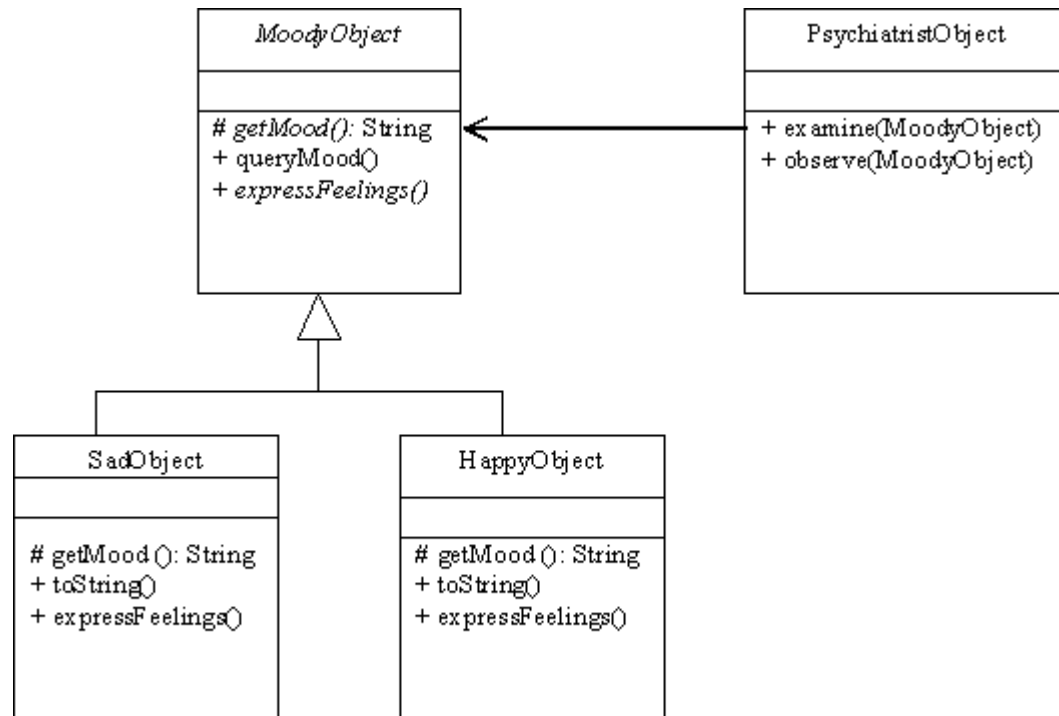 MoodyObject
# getMood(): String
+ queryMood()
+ expressFeelings()
PsychiatristObject
+ examine(MoodyObject)
+ observe(MoodyObject)
SadObject
# getMood (): String
+ toString()
+ expressFeelings()
HappyObject
# getMood (): String
+ toString()
+ expressFeelings()